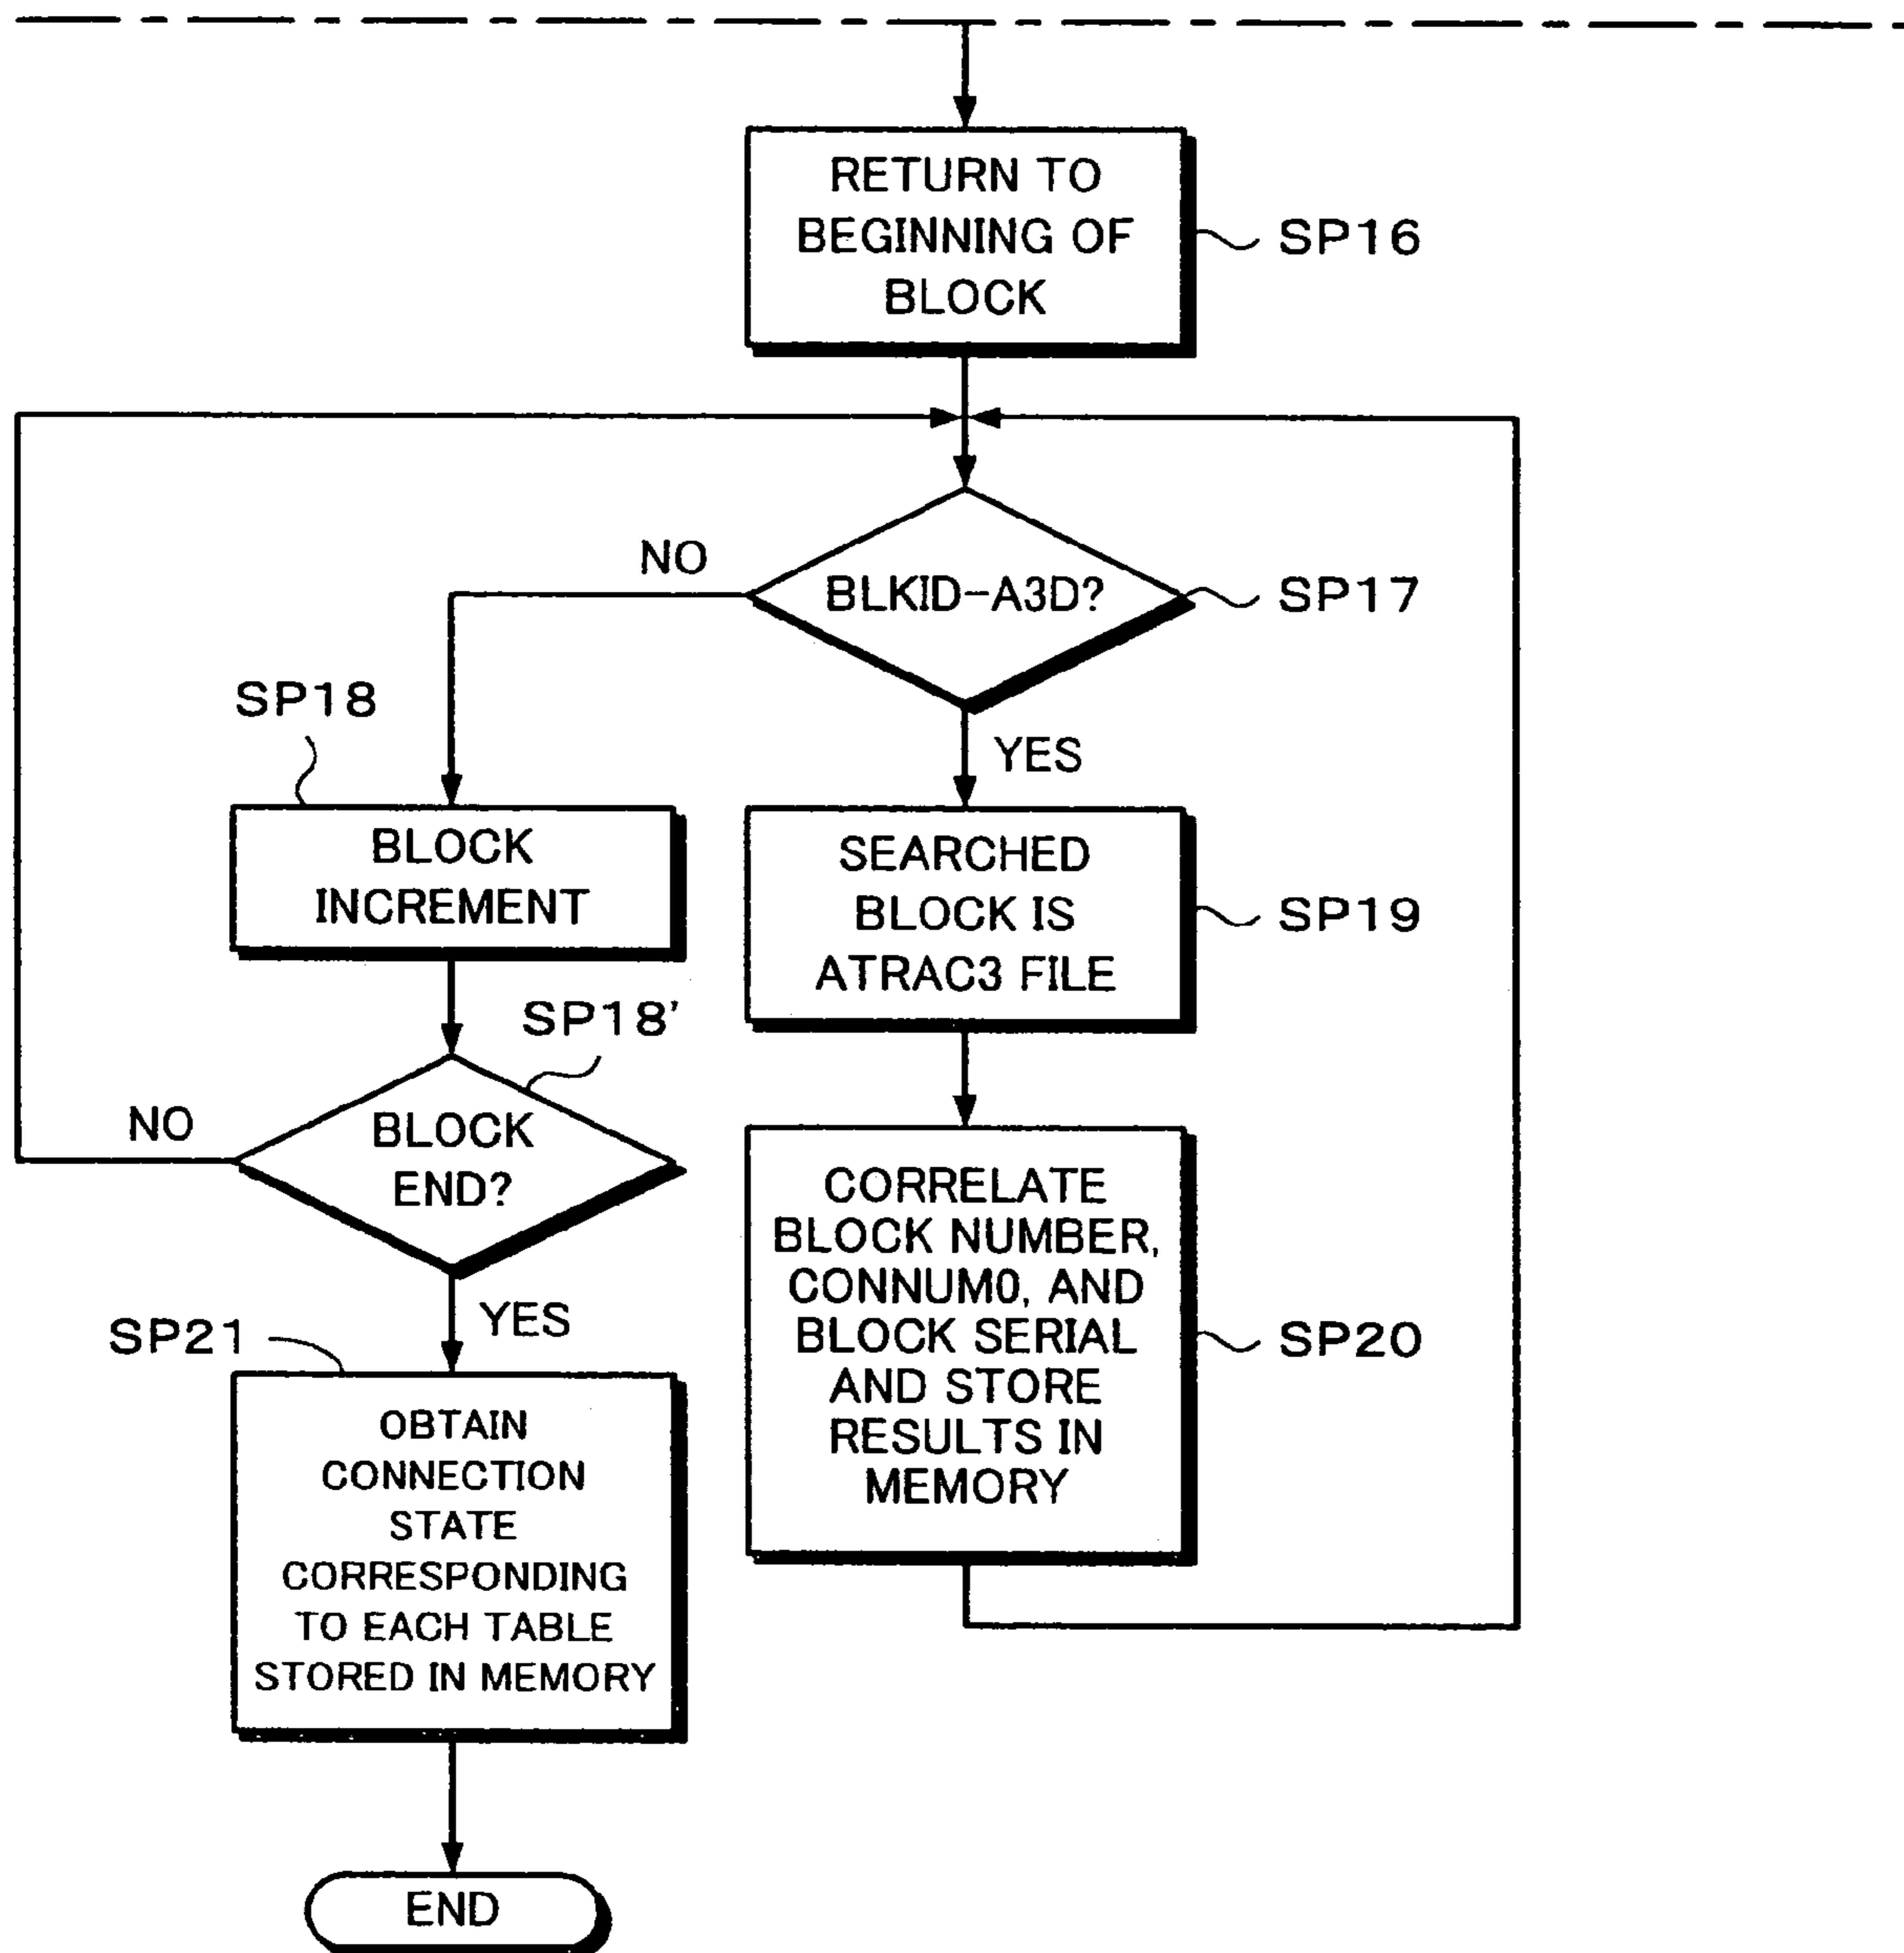 RETURN TO
BEGINNING OF
BLOCK
SP16
NO
BLKID-A3D?
SP17
SP18
YES
BLOCK
INCREMENT
SEARCHED
BLOCK IS
ATRAC3 FILE
SP19
SP18'
NO
BLOCK
END?
CORRELATE
BLOCK NUMBER,
CONNUM0, AND
BLOCK SERIAL
AND STORE
RESULTS IN
MEMORY
SP20
YES
SP21
OBTAIN
CONNECTION
STATE
CORRESPONDING
TO EACH TABLE
STORED IN MEMORY
END